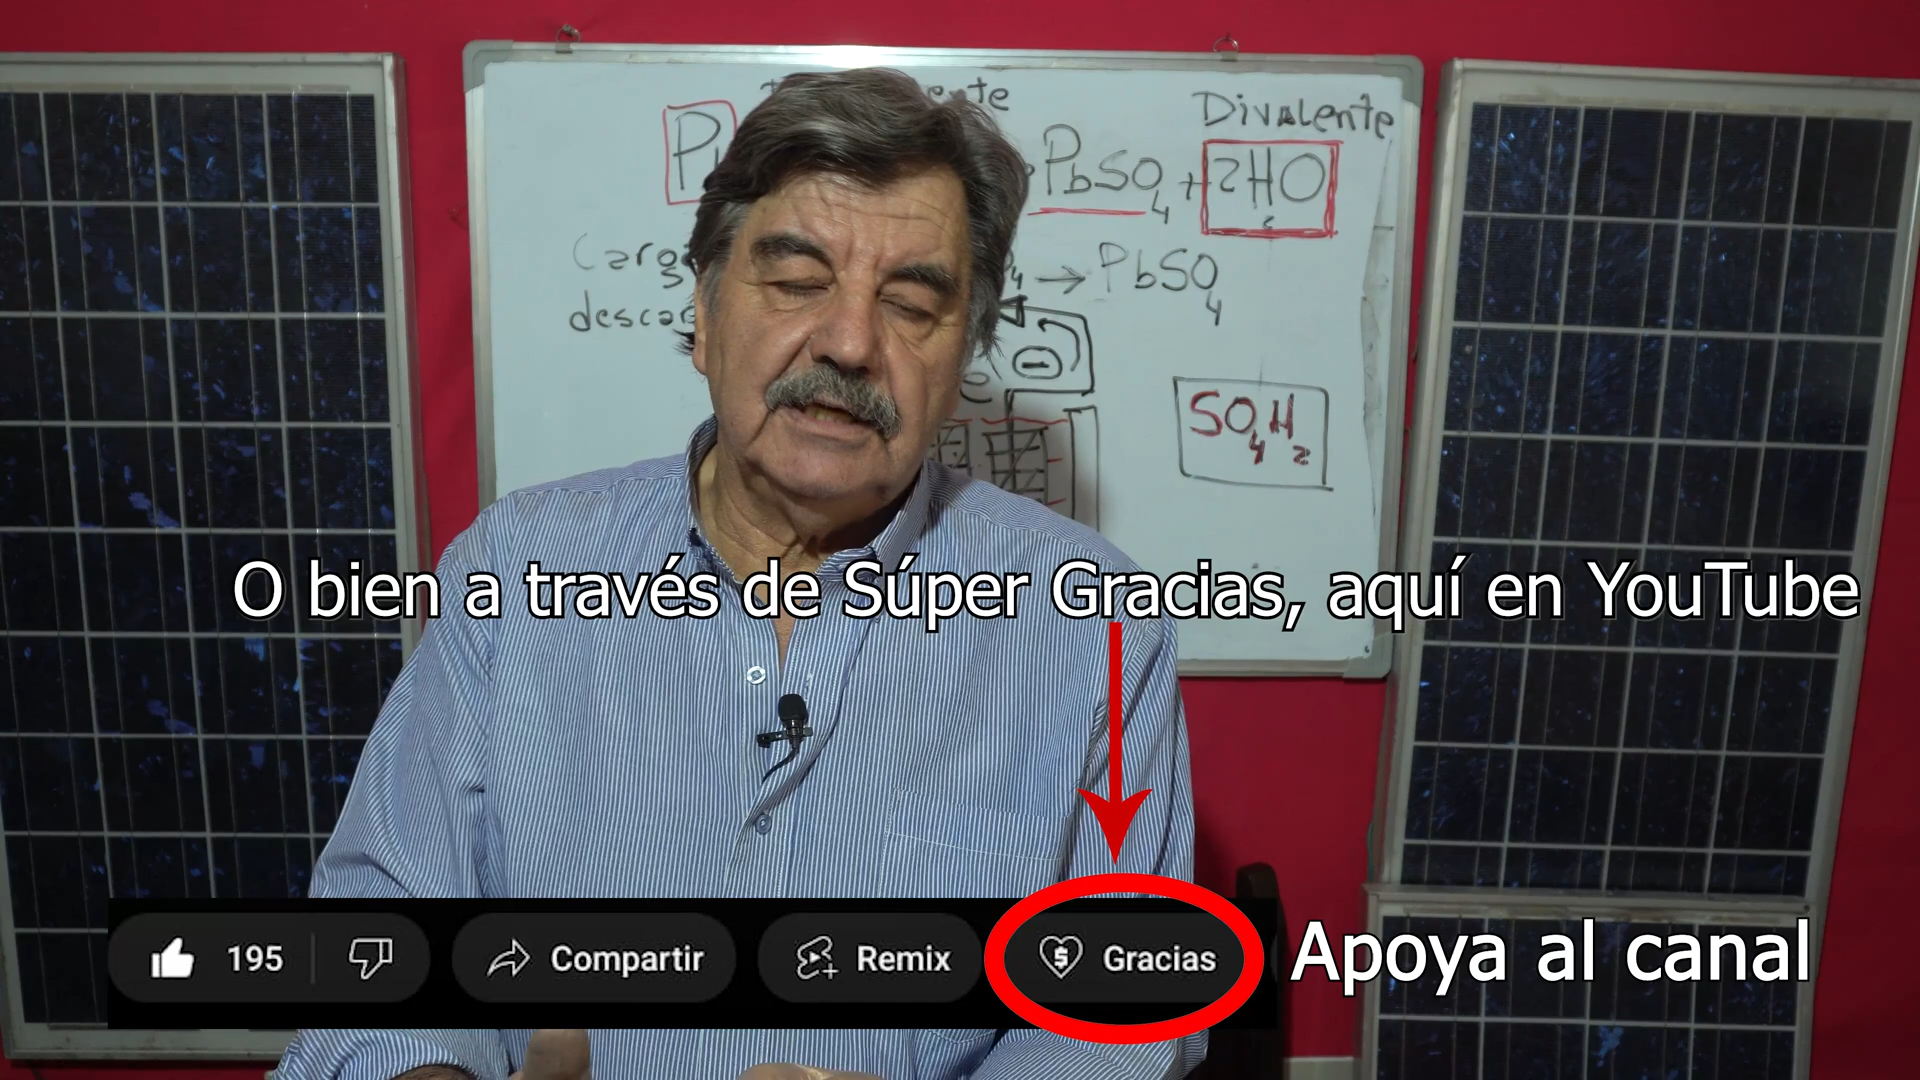 Divalente
PbSO4 + 2H2O
→ PbSO4
SO4H2
O bien a través de Súper Gracias, aquí en YouTube
195 Compartir Remix Gracias
Apoya al canal